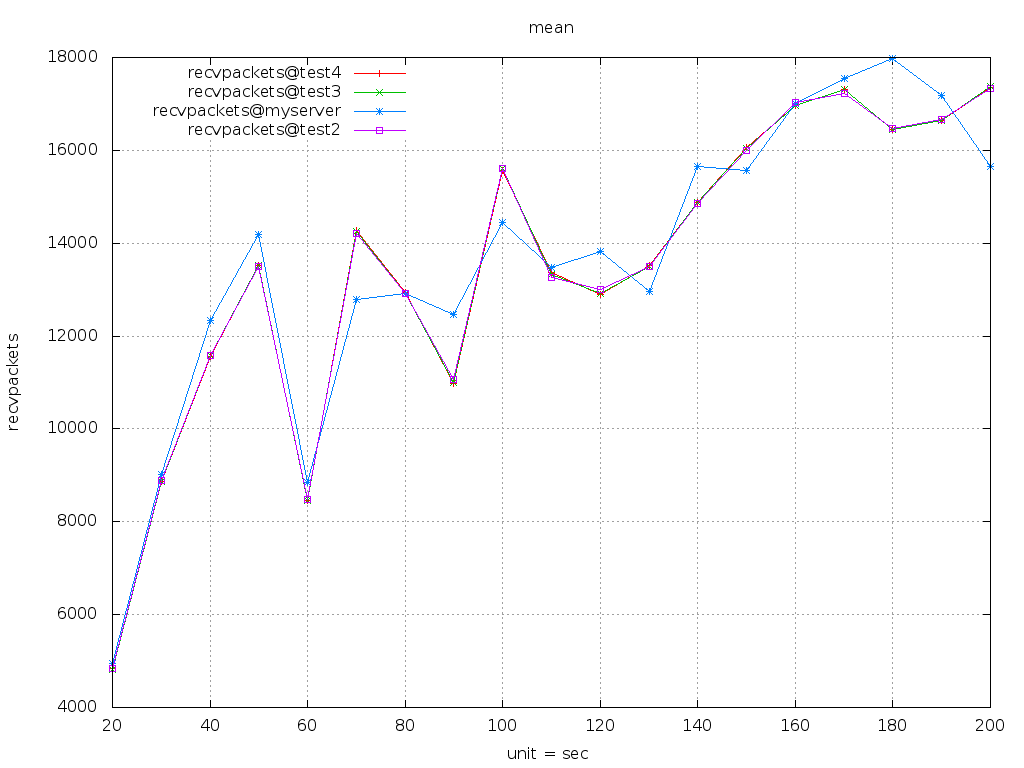 mean
recvpackets@test4
recvpackets@test3
recvpackets@myserver
recvpackets@test2
18000
16000
14000
12000
10000
8000
6000
4000
recvpackets
20 40 60 80 100 120 140 160 180 200
unit = sec